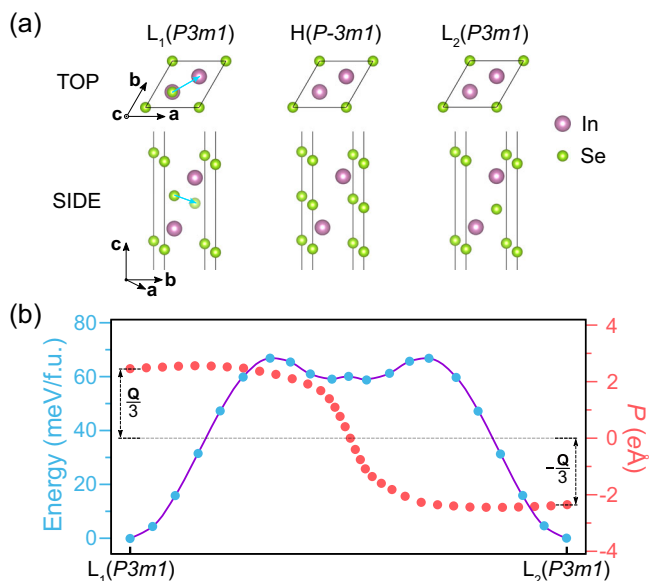 (a)
L₁(P3m1) H(P-3m1) L₂(P3m1)
TOP
b
c a
In
Se
SIDE
c
b
a
(b)
80
60
40
20
0
Energy (meV/f.u.)
Q/3
-Q/3
4
2
0
-2
-4
P (eÅ)
L₁(P3m1) L₂(P3m1)